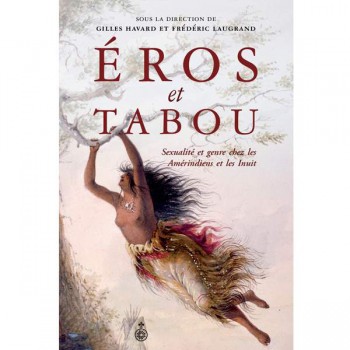 SOUS LA DIRECTION DE
GILLES HAVARD ET FRÉDÉRIC LAUGRAND
ÉROS
et
TABOU
Sexualité et genre chez les
Amérindiens et les Inuit